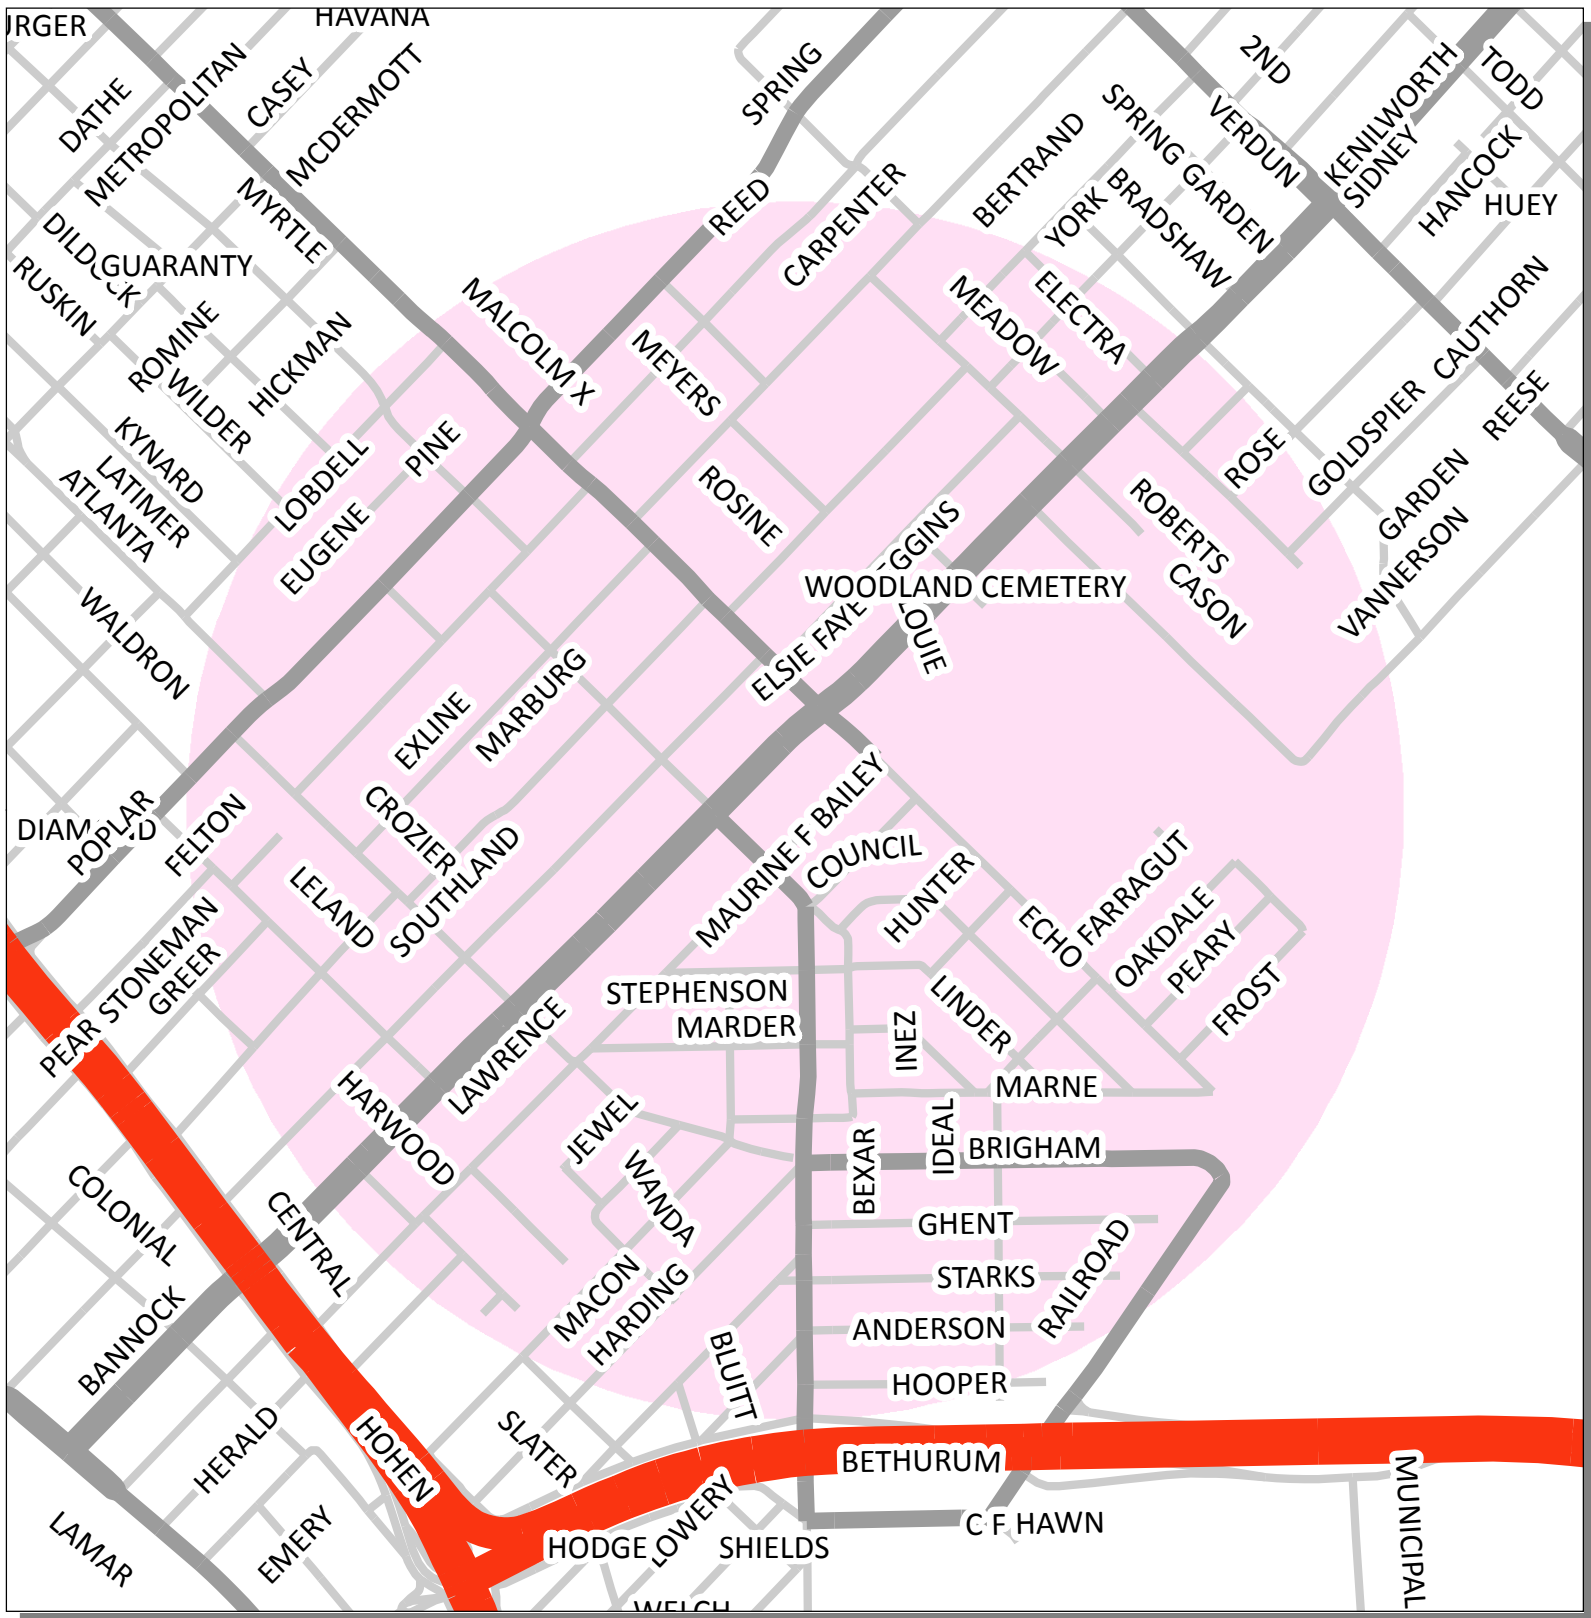 HAVANA
2ND
TODD
KENILWORTH
SPRING
METROPOLITAN
CASEY
MCDERMOTT
DATHE
VERDUN
SPRING GARDEN
SIDNEY
HANCOCK
HUEY
BERTRAND
BRADSHAW
YORK
REED
CARPENTER
MYRTLE
GUARANTY
RUSKIN
MALCOLM X
MEADOW
ELECTRA
CAUTHORN
ROMINE
HICKMAN
MEYERS
WILDER
GOLDSPIER
REESE
KYNARD
LATIMER
ATLANTA
LOBDELL
PINE
ROSE
ROSINE
GARDEN
ROBERTS
EUGENE
VANNERSON
CASON
WOODLAND CEMETERY
WALDRON
EXLINE
MARBURG
MAURINE F BAILEY
POPLAR
FELTON
CROZIER
SOUTHLAND
COUNCIL
HUNTER
FARRAGUT
ECHO
OAKDALE
PEARY
FROST
LELAND
STONEMAN
GREER
PEAR
STEPHENSON
MARDER
INEZ
LINDER
LAWRENCE
MARNE
HARWOOD
JEWEL
IDEAL
BRIGHAM
BEXAR
WANDA
COLONIAL
CENTRAL
GHENT
RAILROAD
STARKS
MACON
HARDING
ANDERSON
BANNOCK
BLUITT
HOOPER
HERALD
HOHEN
SLATER
BETHURUM
MUNICIPAL
LAMAR
EMERY
HODGE
LOWERY
SHIELDS
C F HAWN
WELCH